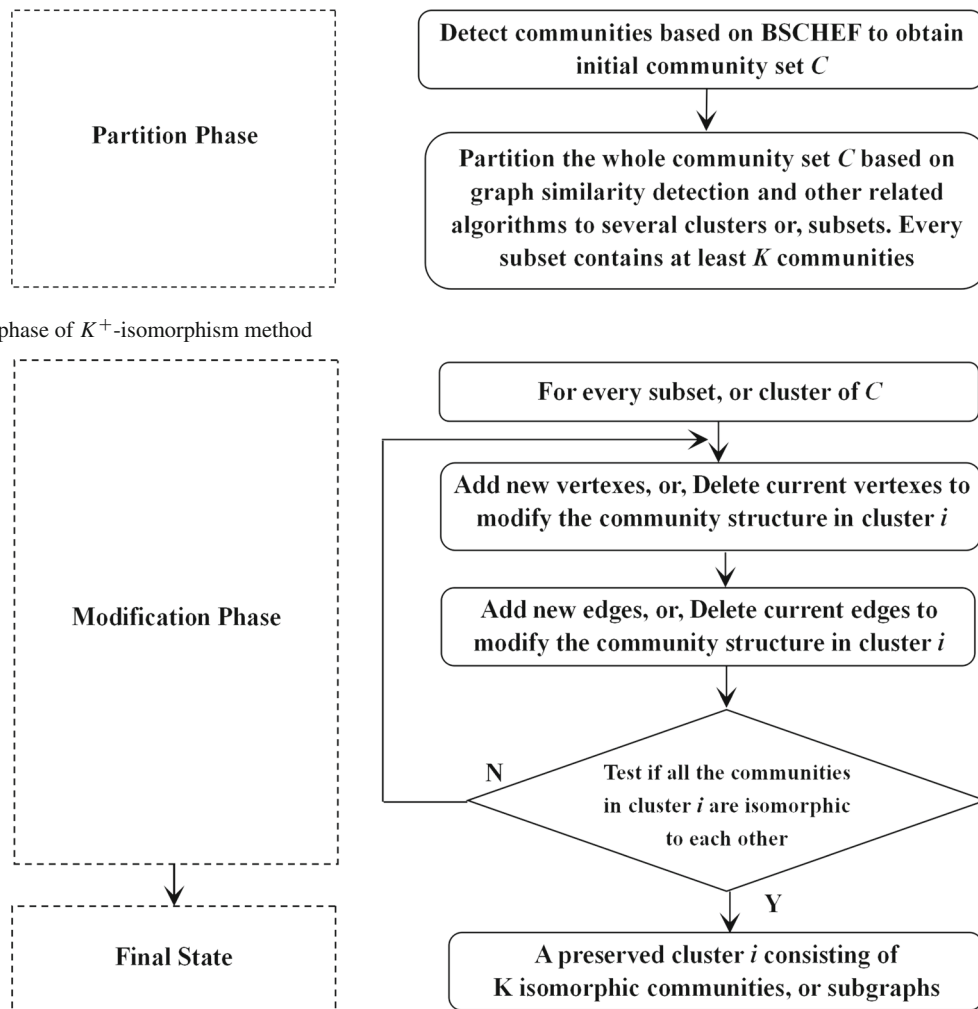 Detect communities based on BSCHEF to obtain
initial community set C
Partition Phase
Partition the whole community set C based on
graph similarity detection and other related
algorithms to several clusters or, subsets. Every
subset contains at least K communities
phase of K+-isomorphism method
For every subset, or cluster of C
Add new vertexes, or, Delete current vertexes to
modify the community structure in cluster i
Modification Phase
Add new edges, or, Delete current edges to
modify the community structure in cluster i
N
Test if all the communities
in cluster i are isomorphic
to each other
Y
Final State
A preserved cluster i consisting of
K isomorphic communities, or subgraphs